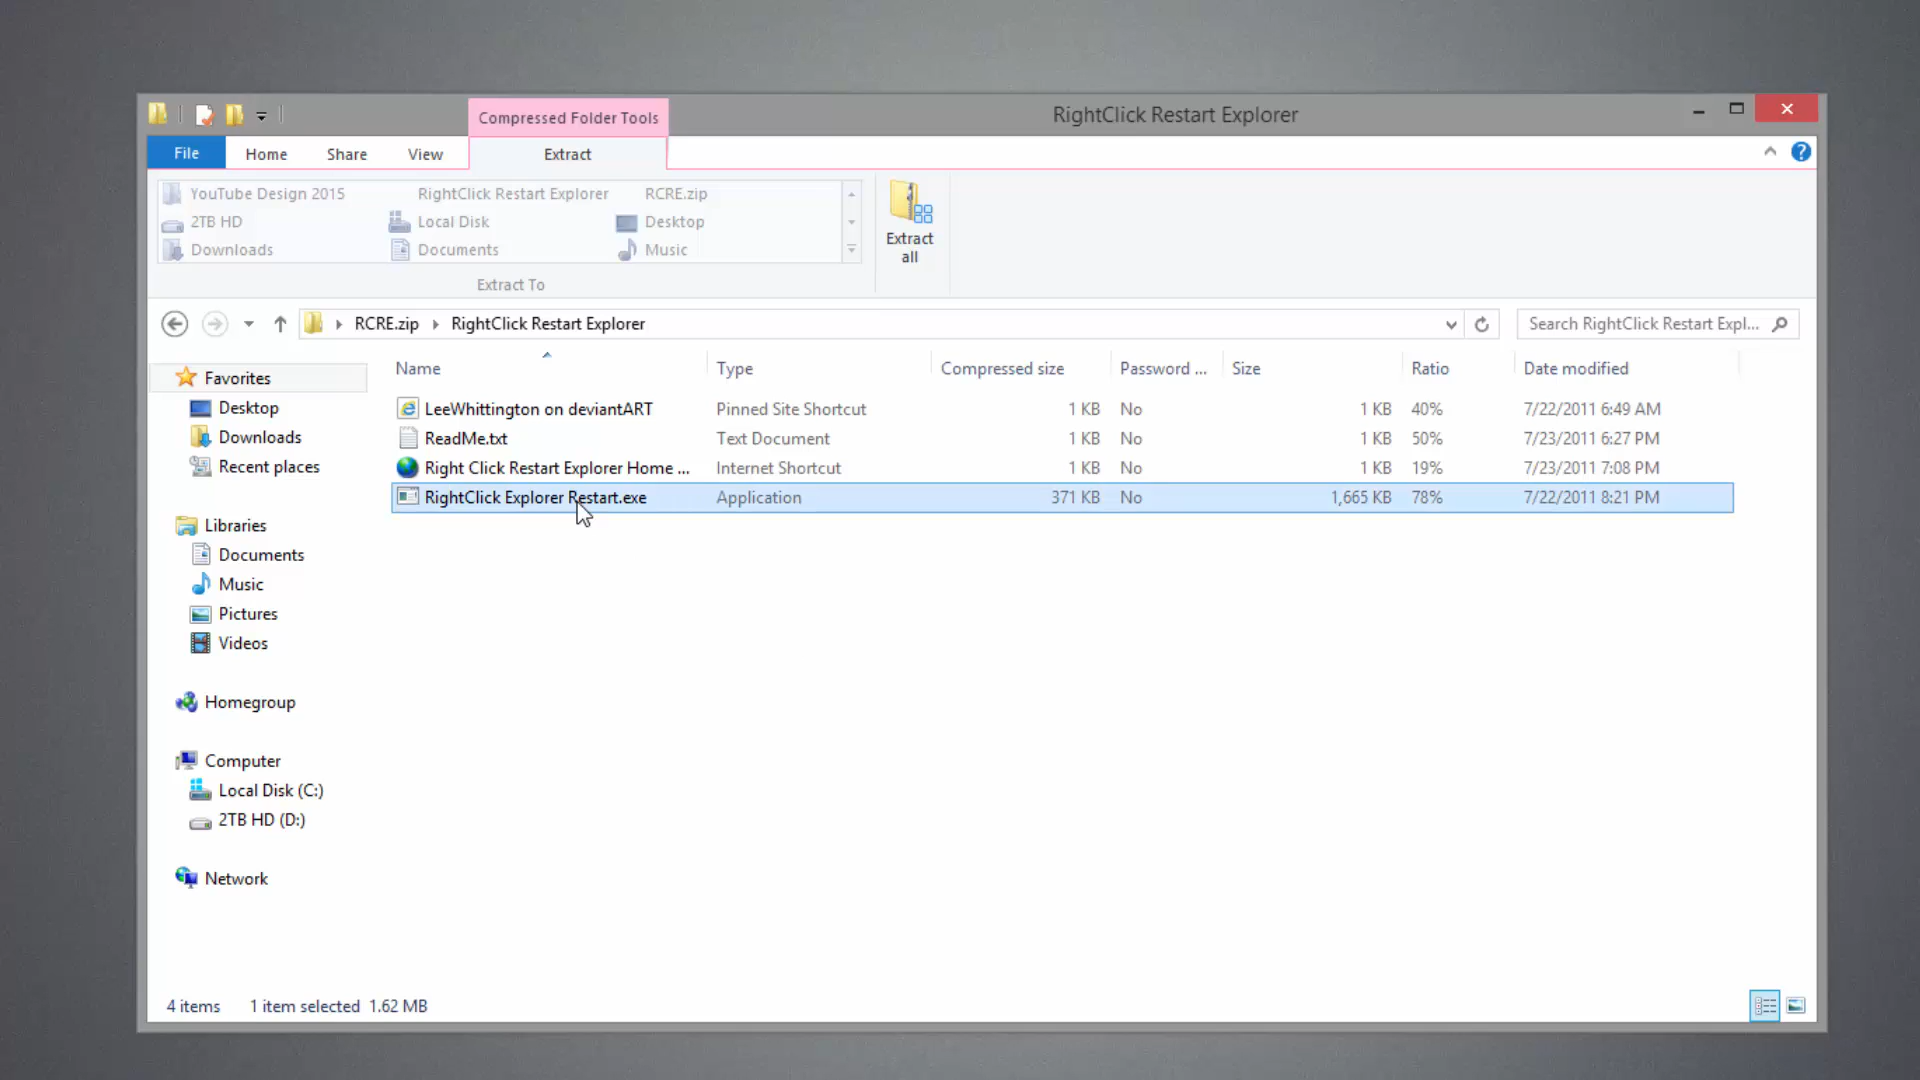 Compressed Folder Tools
RightClick Restart Explorer
File Home Share View Extract
YouTube Design 2015 RightClick Restart Explorer RCRE.zip
2TB HD Local Disk Desktop
Downloads Documents Music
Extract all
Extract To
RCRE.zip RightClick Restart Explorer
Search RightClick Restart Expl...
Name Type Compressed size Password ... Size Ratio Date modified
LeeWhittington on deviantART Pinned Site Shortcut 1 KB No 1 KB 40% 7/22/2011 6:49 AM
ReadMe.txt Text Document 1 KB No 1 KB 50% 7/23/2011 6:27 PM
Right Click Restart Explorer Home ... Internet Shortcut 1 KB No 1 KB 19% 7/23/2011 7:08 PM
RightClick Explorer Restart.exe Application 371 KB No 1,665 KB 78% 7/22/2011 8:21 PM
Favorites
Desktop
Downloads
Recent places
Libraries
Documents
Music
Pictures
Videos
Homegroup
Computer
Local Disk (C:)
2TB HD (D:)
Network
4 items 1 item selected 1.62 MB